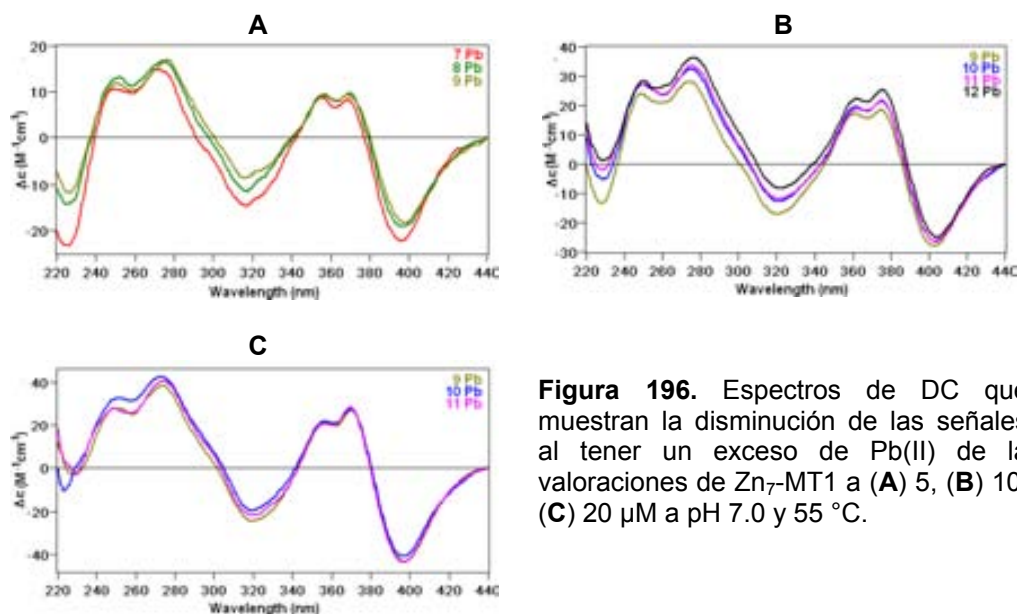 A
20
10
0
-10
-20
220 240 260 280 300 320 340 360 380 400 420 440
Wavelength (nm)
Δε (M⁻¹cm⁻¹)
7 Pb
8 Pb
9 Pb
B
40
30
20
10
0
-10
-20
-30
220 240 260 280 300 320 340 360 380 400 420 440
Wavelength (nm)
Δε (M⁻¹cm⁻¹)
9 Pb
10 Pb
11 Pb
12 Pb
C
40
20
0
-20
-40
220 240 260 280 300 320 340 360 380 400 420 440
Wavelength (nm)
Δε (M⁻¹cm⁻¹)
9 Pb
10 Pb
11 Pb
Figura 196. Espectros de DC que
muestran la disminución de las señales
al tener un exceso de Pb(II) de la
valoraciones de Zn₇-MT1 a (A) 5, (B) 10
(C) 20 µM a pH 7.0 y 55 °C.